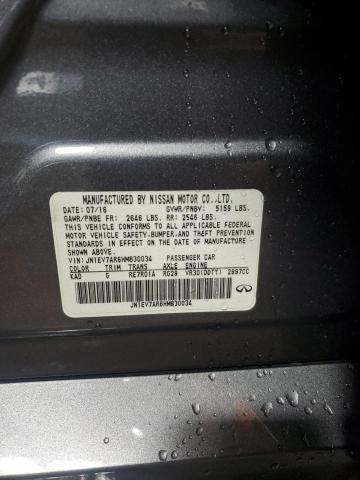 MANUFACTURED BY NISSAN MOTOR CO.,LTD.
DATE: 07/16 GVWR/PNBV: 5159 LBS.
GAWR/PNBE FR: 2646 LBS. RR: 2546 LBS.
THIS VEHICLE CONFORMS TO ALL APPLICABLE FEDERAL
MOTOR VEHICLE SAFETY, BUMPER, AND THEFT PREVENTION
STANDARDS IN EFFECT ON THE DATE OF MANUFACTURE
SHOWN ABOVE.
VIN: JN1EV7AR6HM830034 PASSENGER CAR
COLOR TRIM TRANS AXLE ENGINE
KAD G RE7R01A RG28 VR30(DDTT) 2997CC
JN1EV7AR6HM830034
INFINITI